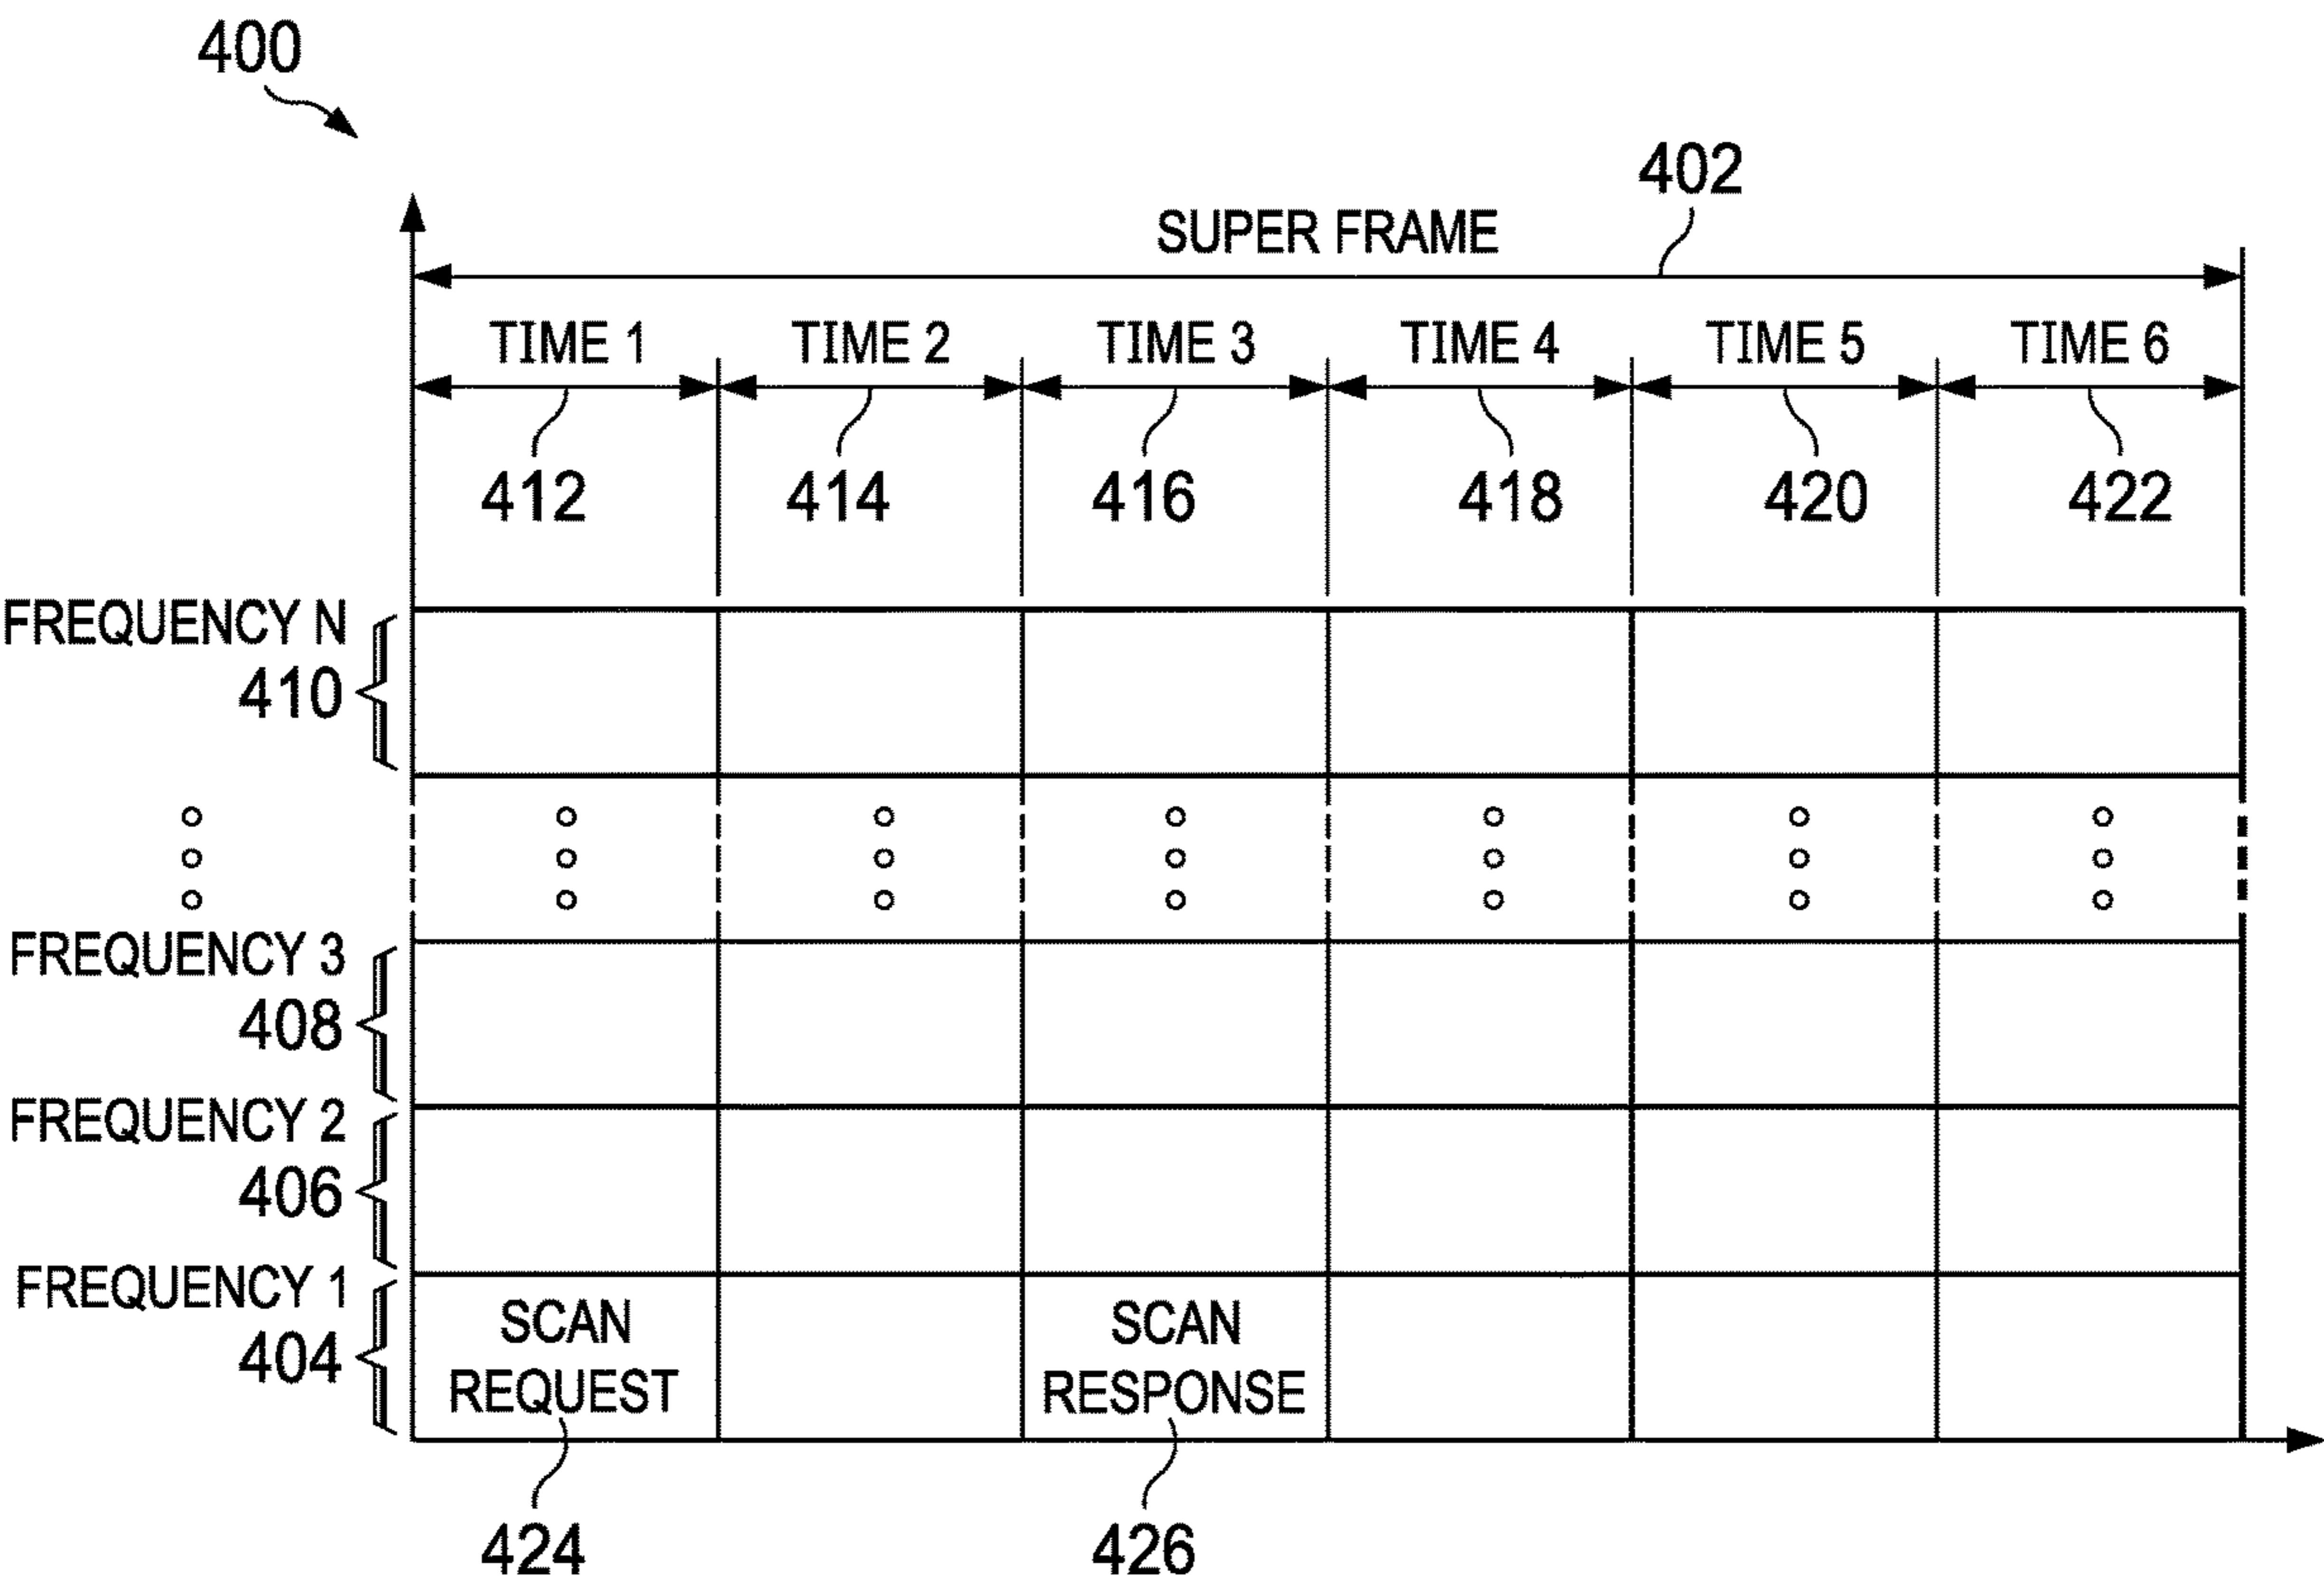 400
402
SUPER FRAME
TIME 1 TIME 2 TIME 3 TIME 4 TIME 5 TIME 6
412 414 416 418 420 422
FREQUENCY N
410
FREQUENCY 3
408
FREQUENCY 2
406
FREQUENCY 1
404
SCAN
REQUEST
SCAN
RESPONSE
424 426